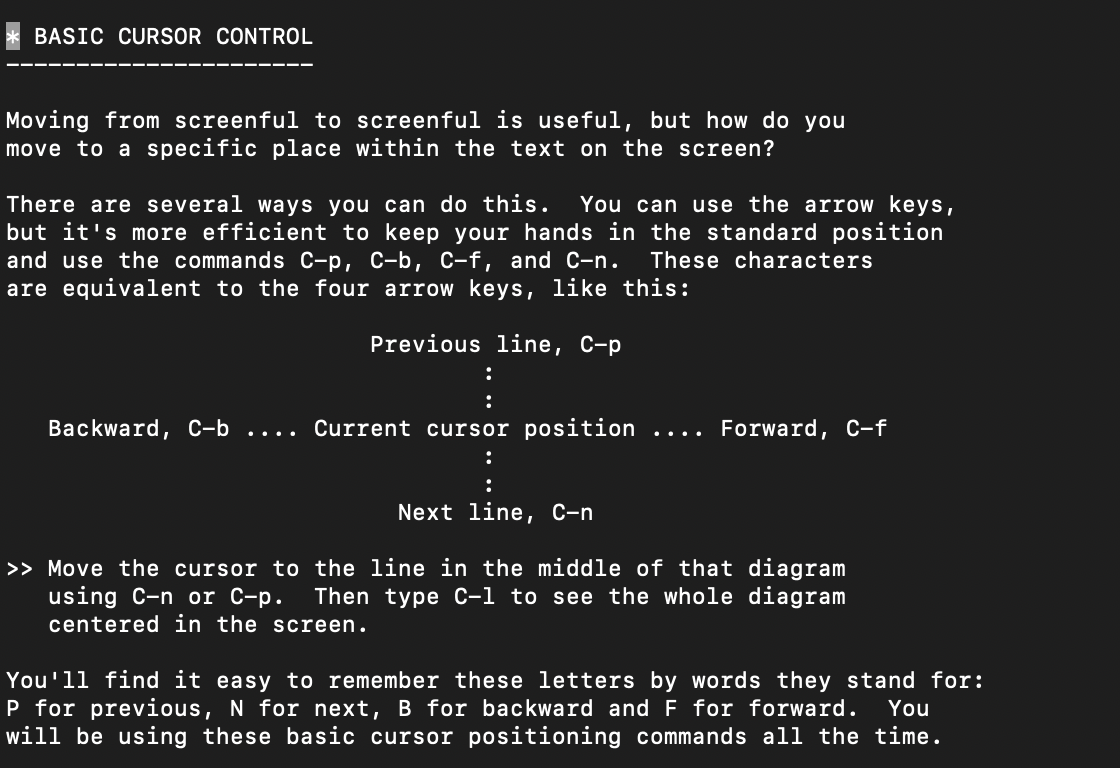 * BASIC CURSOR CONTROL
----------------------

Moving from screenful to screenful is useful, but how do you
move to a specific place within the text on the screen?

There are several ways you can do this.  You can use the arrow keys,
but it's more efficient to keep your hands in the standard position
and use the commands C-p, C-b, C-f, and C-n.  These characters
are equivalent to the four arrow keys, like this:

                          Previous line, C-p
                                  :
                                  :
   Backward, C-b .... Current cursor position .... Forward, C-f
                                  :
                                  :
                            Next line, C-n

>> Move the cursor to the line in the middle of that diagram
   using C-n or C-p.  Then type C-l to see the whole diagram
   centered in the screen.

You'll find it easy to remember these letters by words they stand for:
P for previous, N for next, B for backward and F for forward.  You
will be using these basic cursor positioning commands all the time.